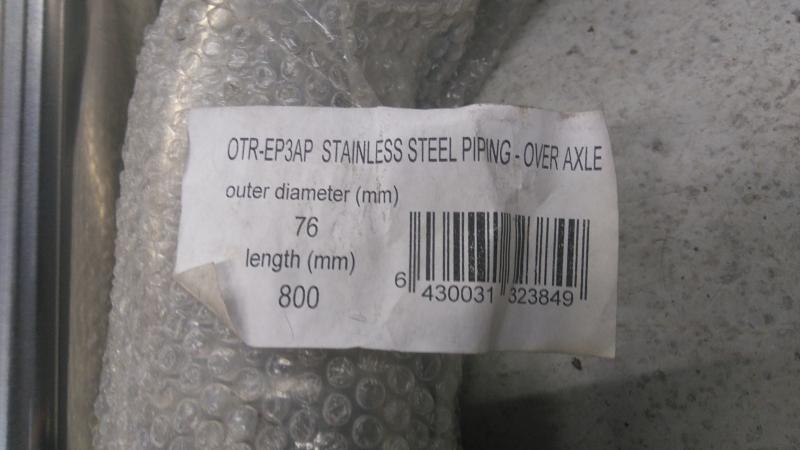 OTR-EP3AP STAINLESS STEEL PIPING - OVER AXLE
outer diameter (mm)
76
length (mm)
800
6 430031 323849